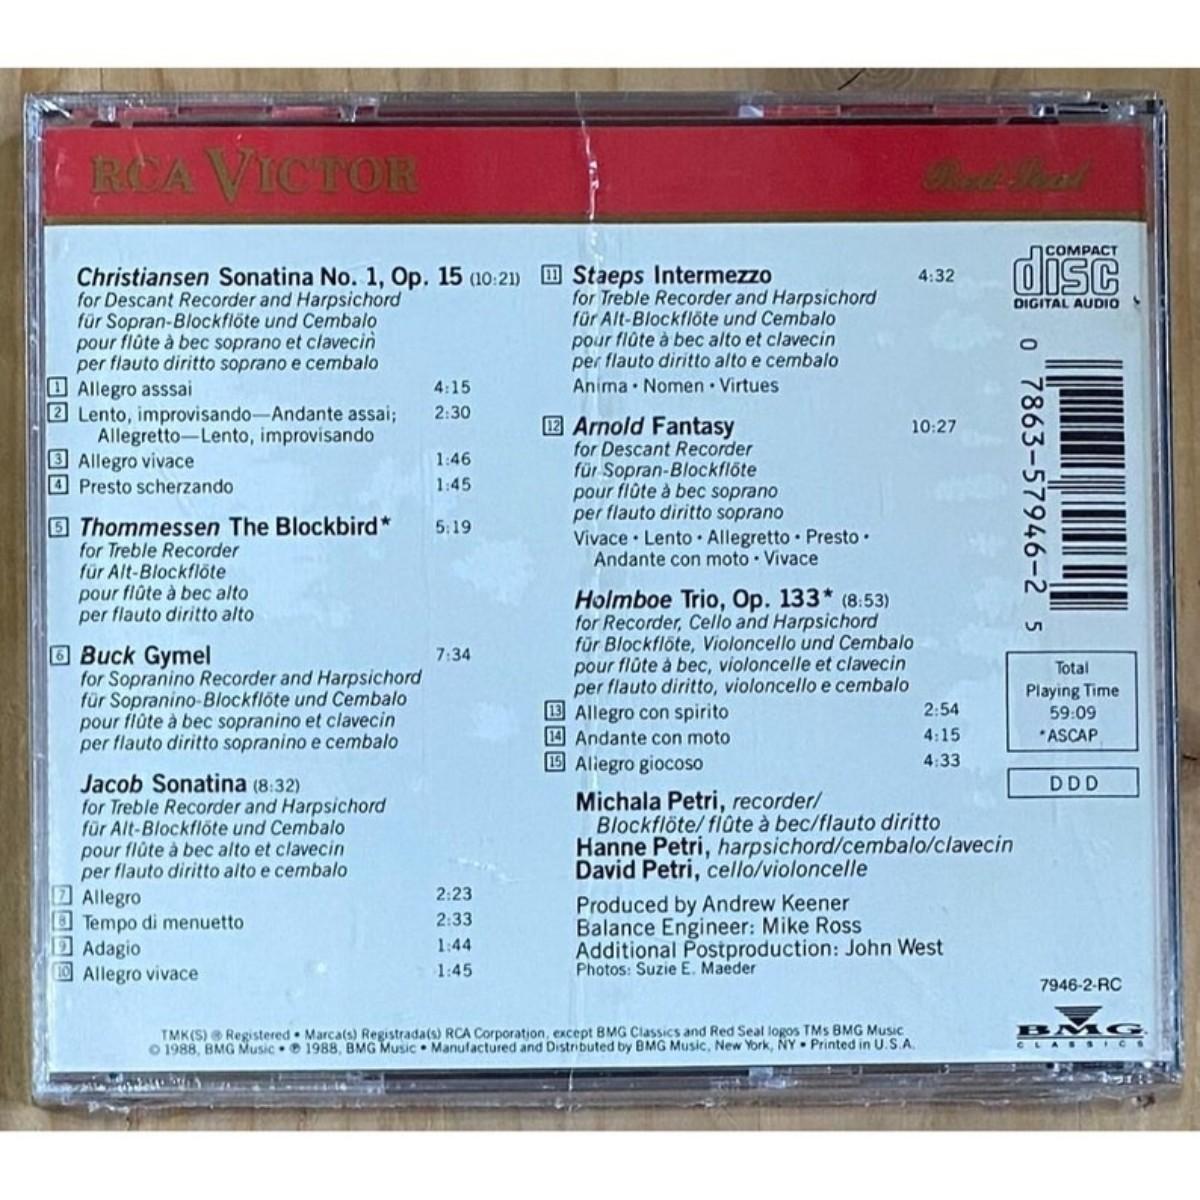 RCA VICTOR
Red Seal
Christiansen Sonatina No. 1, Op. 15 (10:21)
for Descant Recorder and Harpsichord
für Sopran-Blockflöte und Cembalo
pour flûte à bec soprano et clavecin
per flauto diritto soprano e cembalo
1 Allegro asssai 4:15
2 Lento, improvisando—Andante assai; 2:30
Allegretto—Lento, improvisando
3 Allegro vivace 1:46
4 Presto scherzando 1:45
5 Thommessen The Blockbird* 5:19
for Treble Recorder
für Alt-Blockflöte
pour flûte à bec alto
per flauto diritto alto
6 Buck Gymel 7:34
for Sopranino Recorder and Harpsichord
für Sopranino-Blockflöte und Cembalo
pour flûte à bec sopranino et clavecin
per flauto diritto sopranino e cembalo
Jacob Sonatina (8:32)
for Treble Recorder and Harpsichord
für Alt-Blockflöte und Cembalo
pour flûte à bec alto et clavecin
per flauto diritto alto e cembalo
7 Allegro 2:23
8 Tempo di menuetto 2:33
9 Adagio 1:44
10 Allegro vivace 1:45
11 Staeps Intermezzo 4:32
for Treble Recorder and Harpsichord
für Alt-Blockflöte und Cembalo
pour flûte à bec alto et clavecin
per flauto diritto alto e cembalo
Anima • Nomen • Virtues
12 Arnold Fantasy 10:27
for Descant Recorder
für Sopran-Blockflöte
pour flûte à bec soprano
per flauto diritto soprano
Vivace • Lento • Allegretto • Presto •
Andante con moto • Vivace
Holmboe Trio, Op. 133* (8:53)
for Recorder, Cello and Harpsichord
für Blockflöte, Violoncello und Cembalo
pour flûte à bec, violoncelle et clavecin
per flauto diritto, violoncello e cembalo
13 Allegro con spirito 2:54
14 Andante con moto 4:15
15 Allegro giocoso 4:33
Michala Petri, recorder/
Blockflöte/ flûte à bec/flauto diritto
Hanne Petri, harpsichord/cembalo/clavecin
David Petri, cello/violoncelle
Produced by Andrew Keener
Balance Engineer: Mike Ross
Additional Postproduction: John West
Photos: Suzie E. Maeder
COMPACT
disc
DIGITAL AUDIO
0 7863-57946-2 5
Total
Playing Time
59:09
*ASCAP
DDD
7946-2-RC
BMG
CLASSICS
TMK(S) ® Registered • Marca(s) Registrada(s) RCA Corporation, except BMG Classics and Red Seal logos TMs BMG Music
© 1988, BMG Music • ℗ 1988, BMG Music • Manufactured and Distributed by BMG Music, New York, NY • Printed in U.S.A.